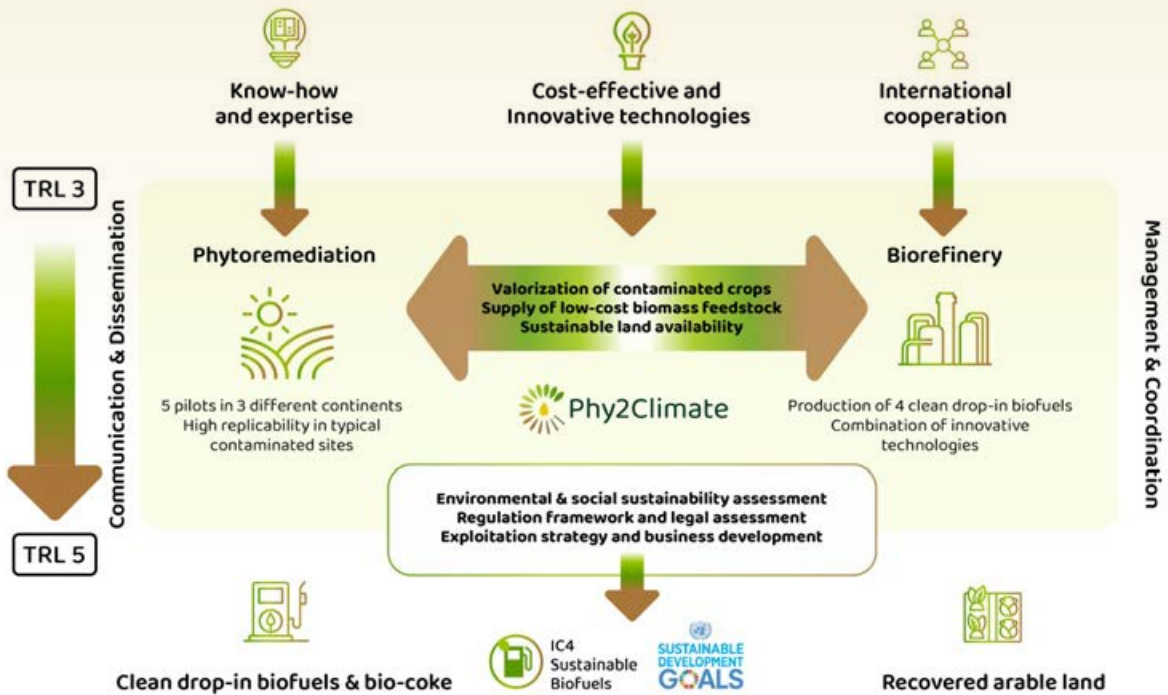 Know-how
and expertise
Cost-effective and
Innovative technologies
International
cooperation
TRL 3
Communication & Dissemination
TRL 5
Phytoremediation
5 pilots in 3 different continents
High replicability in typical
contaminated sites
Valorization of contaminated crops
Supply of low-cost biomass feedstock
Sustainable land availability
Phy2Climate
Biorefinery
Production of 4 clean drop-in biofuels
Combination of innovative
technologies
Management & Coordination
Environmental & social sustainability assessment
Regulation framework and legal assessment
Exploitation strategy and business development
Clean drop-in biofuels & bio-coke
IC4
Sustainable
Biofuels
SUSTAINABLE
DEVELOPMENT
GOALS
Recovered arable land